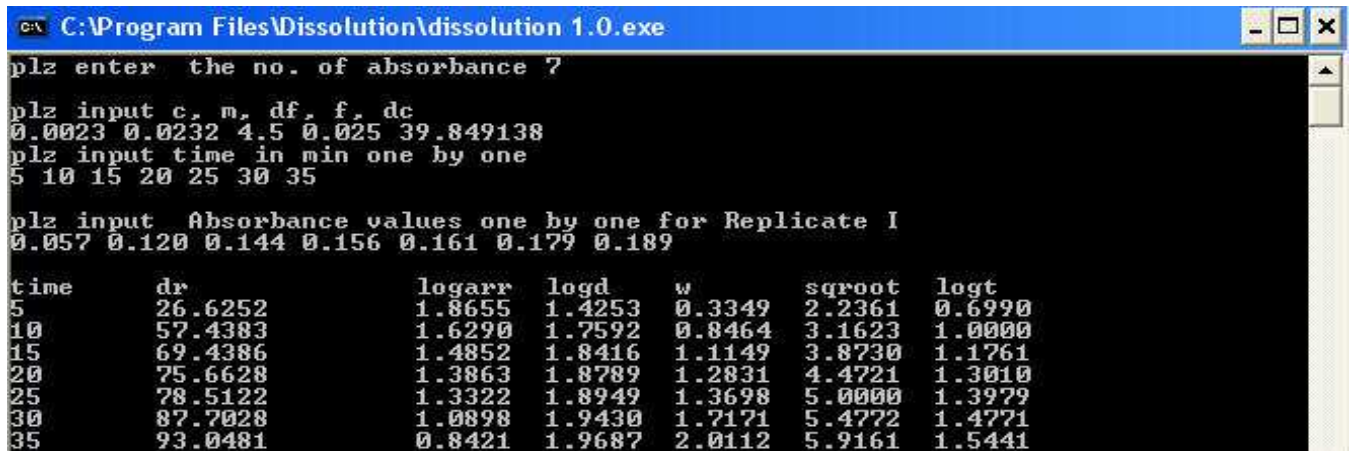 C:\Program Files\Dissolution\dissolution 1.0.exe
plz enter the no. of absorbance 7
plz input c, m, df, f, dc
0.0023 0.0232 4.5 0.025 39.849138
plz input time in min one by one
5 10 15 20 25 30 35
plz input Absorbance values one by one for Replicate I
0.057 0.120 0.144 0.156 0.161 0.179 0.189
time dr logarr logd w sqroot logt
5 26.6252 1.8655 1.4253 0.3349 2.2361 0.6990
10 57.4383 1.6290 1.7592 0.8464 3.1623 1.0000
15 69.4386 1.4852 1.8416 1.1149 3.8730 1.1761
20 75.6628 1.3863 1.8789 1.2831 4.4721 1.3010
25 78.5122 1.3322 1.8949 1.3698 5.0000 1.3979
30 87.7028 1.0898 1.9430 1.7171 5.4772 1.4771
35 93.0481 0.8421 1.9687 2.0112 5.9161 1.5441